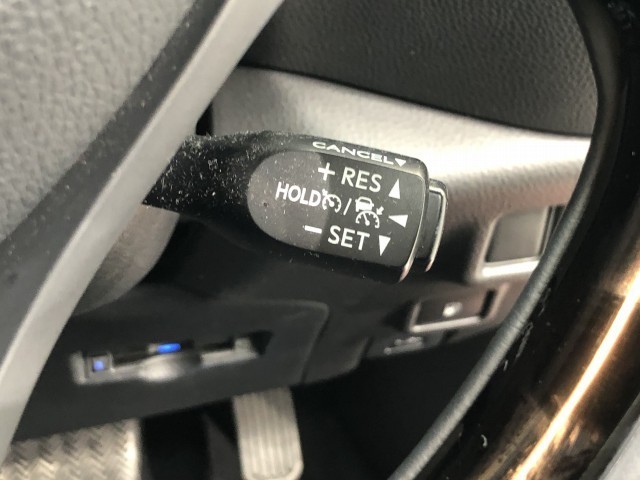 CANCEL▼
+ RES ▲
HOLD / ◀
− SET ▼